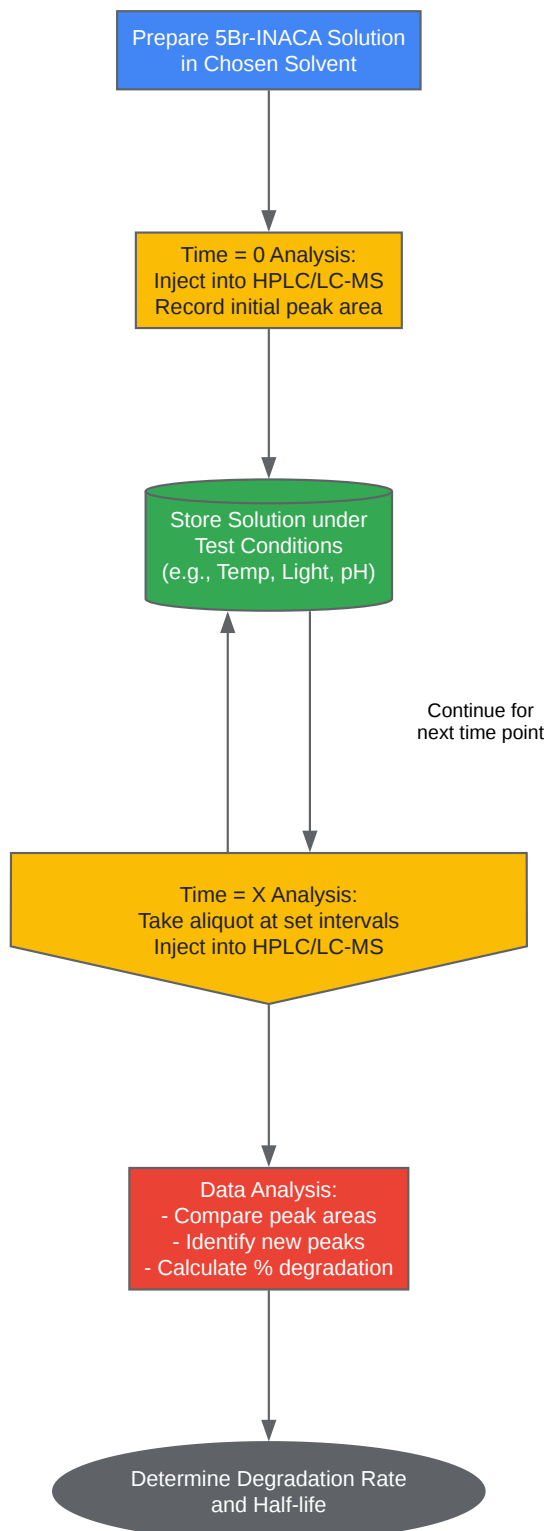 Prepare 5Br-INACA Solution
in Chosen Solvent
Time = 0 Analysis:
Inject into HPLC/LC-MS
Record initial peak area
Store Solution under
Test Conditions
(e.g., Temp, Light, pH)
Continue for
next time point
Time = X Analysis:
Take aliquot at set intervals
Inject into HPLC/LC-MS
Data Analysis:
- Compare peak areas
- Identify new peaks
- Calculate % degradation
Determine Degradation Rate
and Half-life